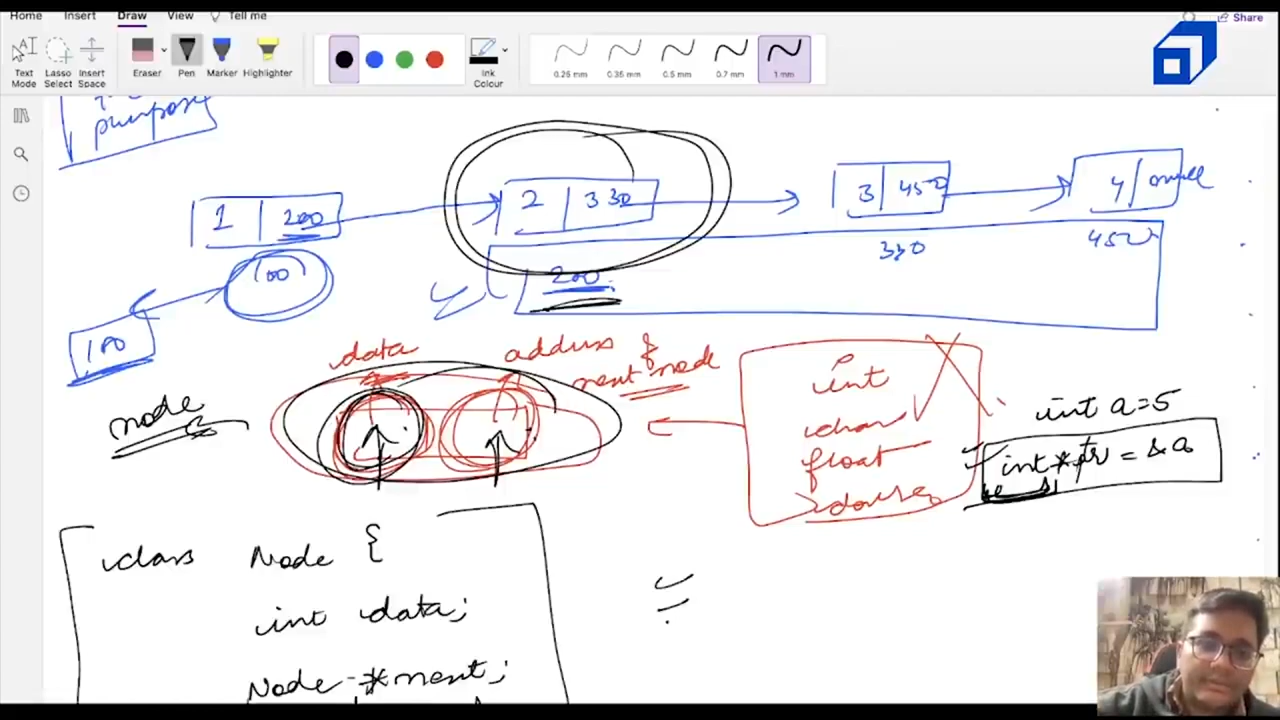 Home Insert Draw View Tell me Share
Text Mode
Lasso Select
Insert Space
Eraser
Pen
Marker
Highlighter
Ink Colour
0.25 mm
0.35 mm
0.5 mm
0.7 mm
1 mm
purpose
1 200
2 330
3 450
4 null
100
200
330
450
100
data
address of
next node
node
int
char
float
double
int a=5
int *ptr = &a
class Node {
int data;
Node *next;